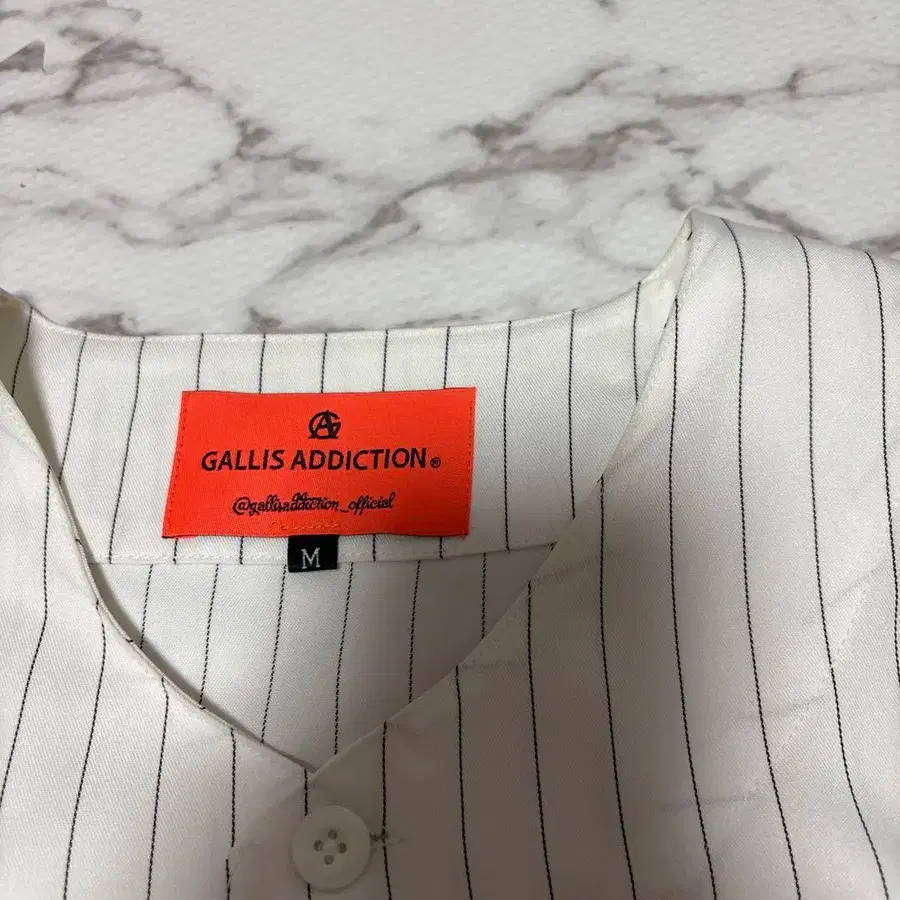 GALLIS ADDICTION®
@gallisaddiction_official
M